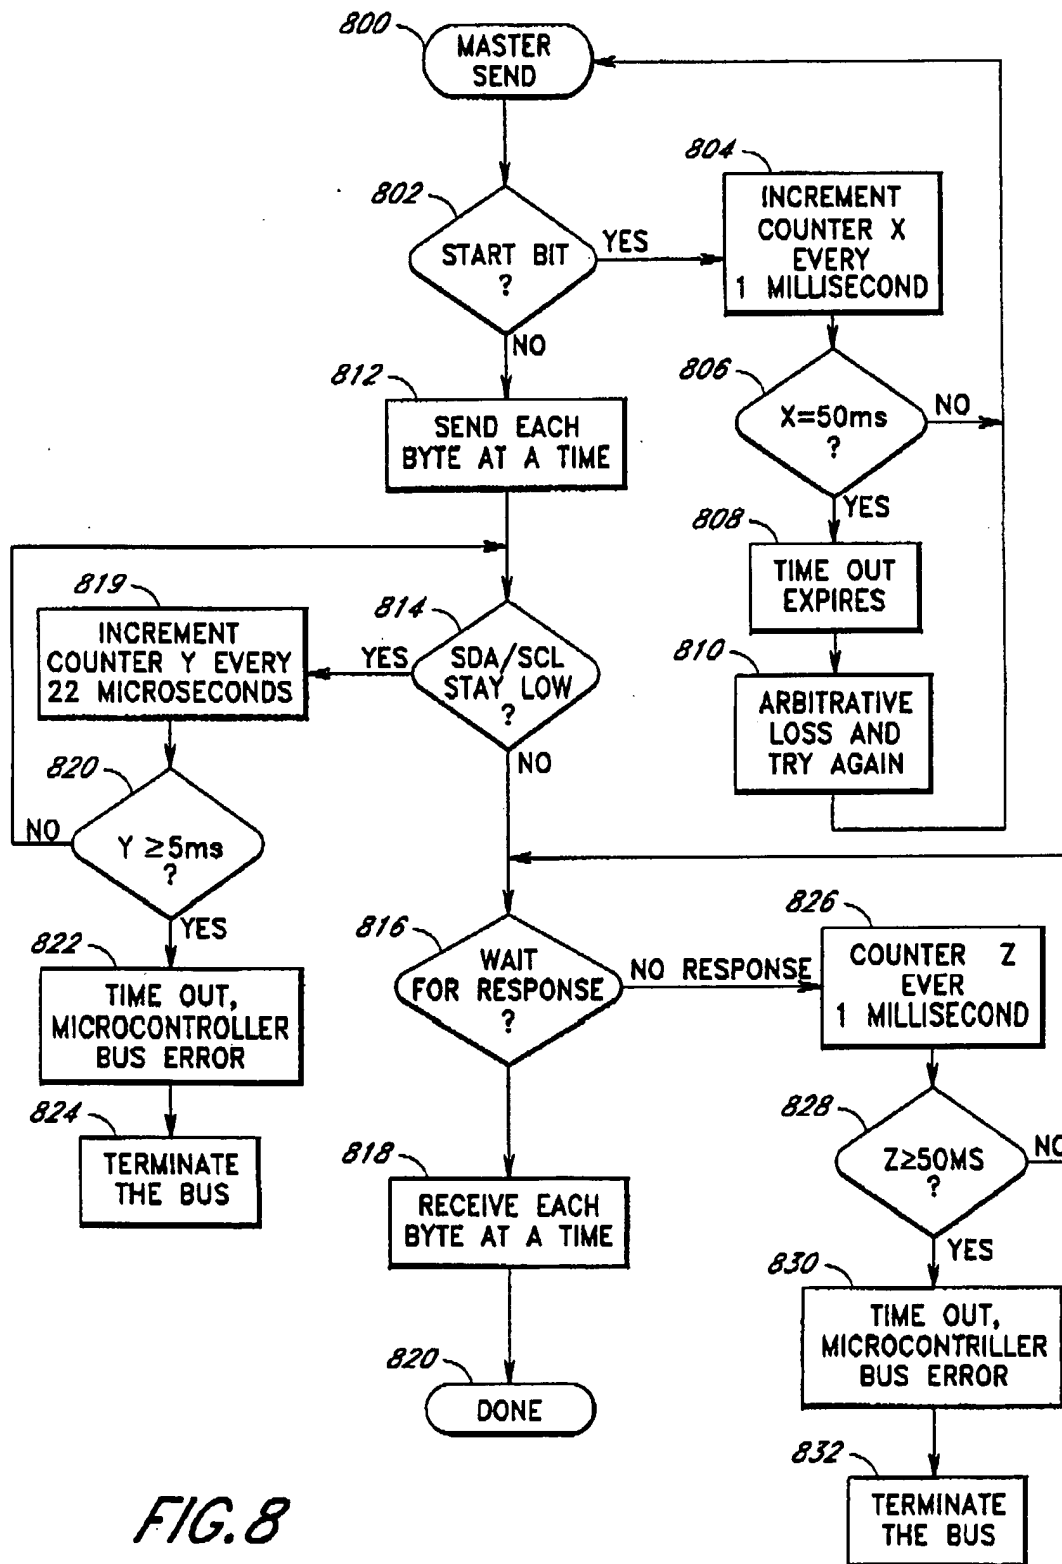 800
MASTER
SEND
802
START BIT
?
YES
NO
804
INCREMENT
COUNTER X
EVERY
1 MILLISECOND
806
X=50ms
?
NO
YES
808
TIME OUT
EXPIRES
810
ARBITRATIVE
LOSS AND
TRY AGAIN
812
SEND EACH
BYTE AT A TIME
814
SDA/SCL
STAY LOW
?
YES
NO
819
INCREMENT
COUNTER Y EVERY
22 MICROSECONDS
820
Y ≥5ms
?
NO
YES
822
TIME OUT,
MICROCONTROLLER
BUS ERROR
824
TERMINATE
THE BUS
816
WAIT
FOR RESPONSE
?
NO RESPONSE
826
COUNTER Z
EVER
1 MILLISECOND
828
Z≥50MS
?
NO
YES
830
TIME OUT,
MICROCONTRILLER
BUS ERROR
832
TERMINATE
THE BUS
818
RECEIVE EACH
BYTE AT A TIME
820
DONE
FIG.8